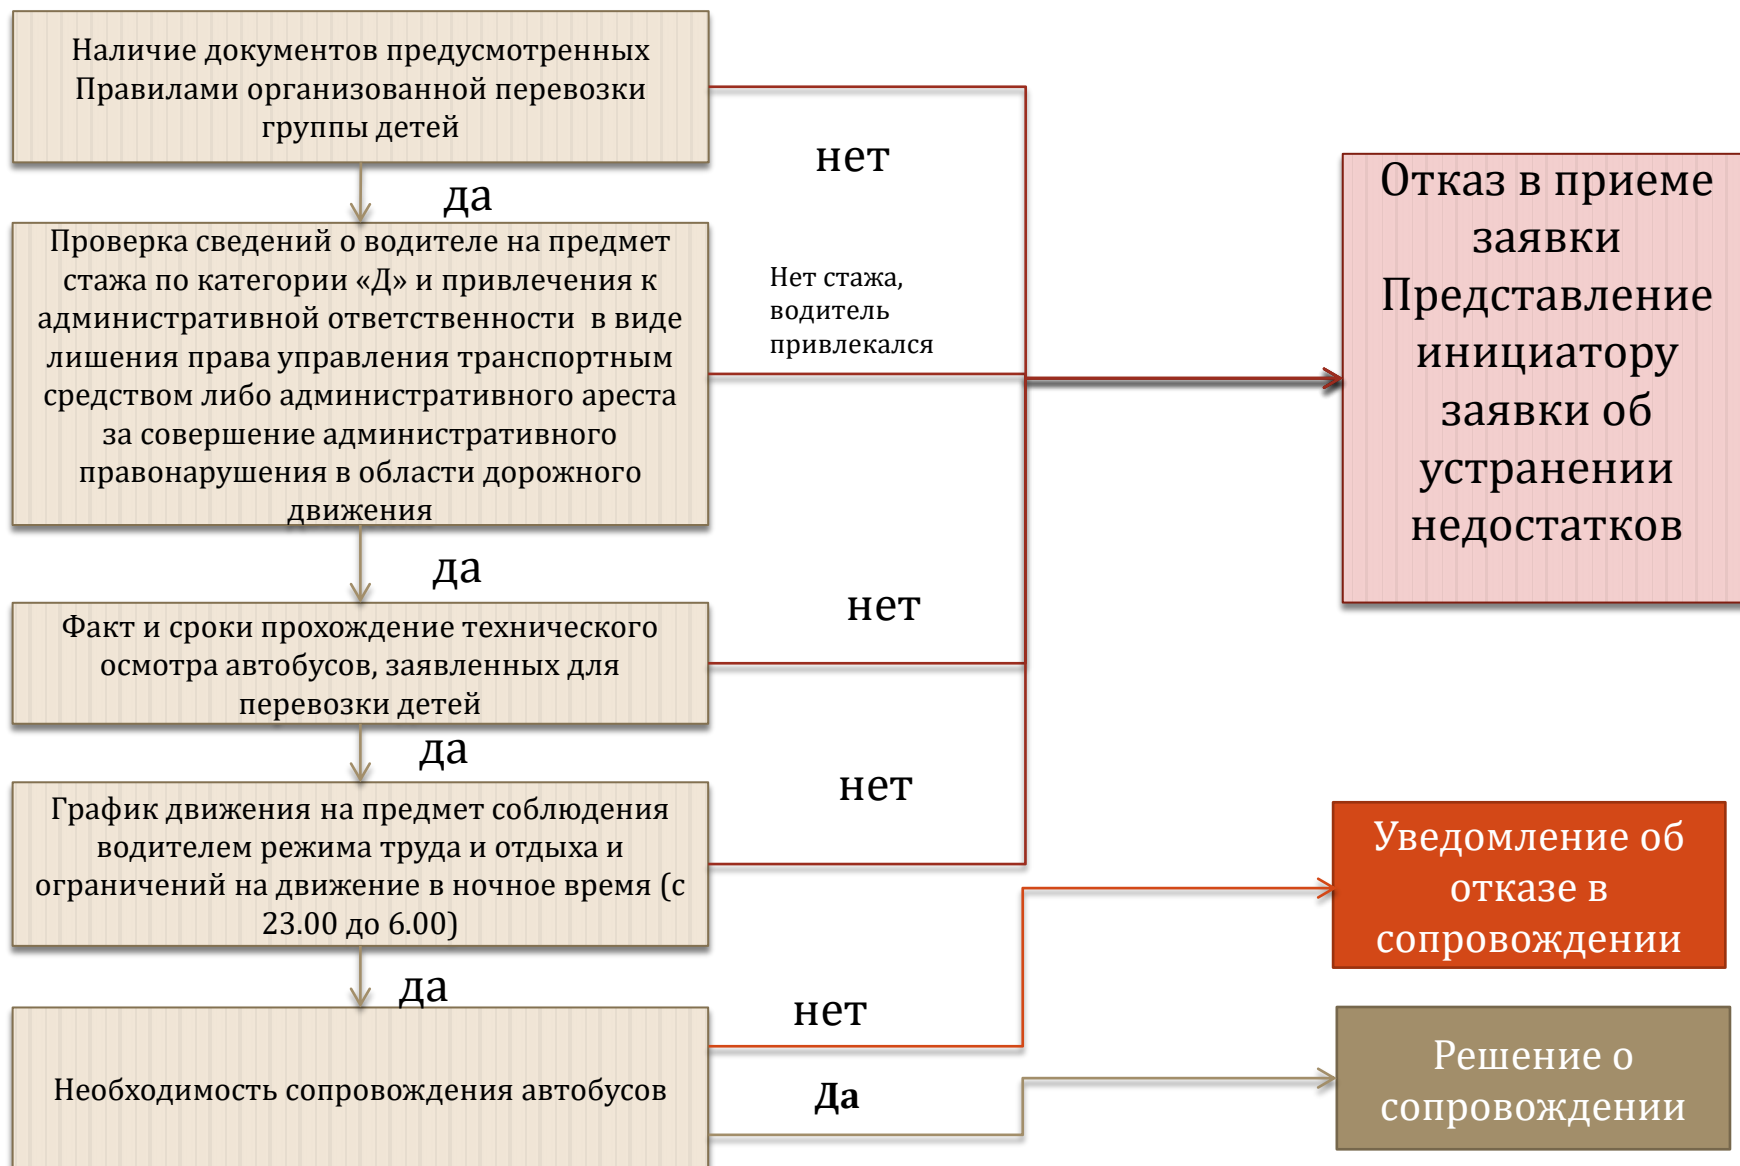 Наличие документов предусмотренных
Правилами организованной перевозки
группы детей
нет
да
Проверка сведений о водителе на предмет
стажа по категории «Д» и привлечения к
административной ответственности в виде
лишения права управления транспортным
средством либо административного ареста
за совершение административного
правонарушения в области дорожного
движения
Нет стажа,
водитель
привлекался
Отказ в приеме
заявки
Представление
инициатору
заявки об
устранении
недостатков
да
Факт и сроки прохождение технического
осмотра автобусов, заявленных для
перевозки детей
нет
да
График движения на предмет соблюдения
водителем режима труда и отдыха и
ограничений на движение в ночное время (с
23.00 до 6.00)
нет
Уведомление об
отказе в
сопровождении
да
Необходимость сопровождения автобусов
нет
Да
Решение о
сопровождении